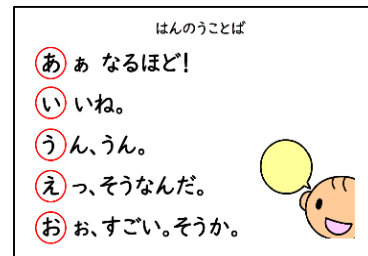 はんのうことば
あぁ なるほど!
いいね。
うん、うん。
えっ、そうなんだ。
おぉ、すごい。そうか。